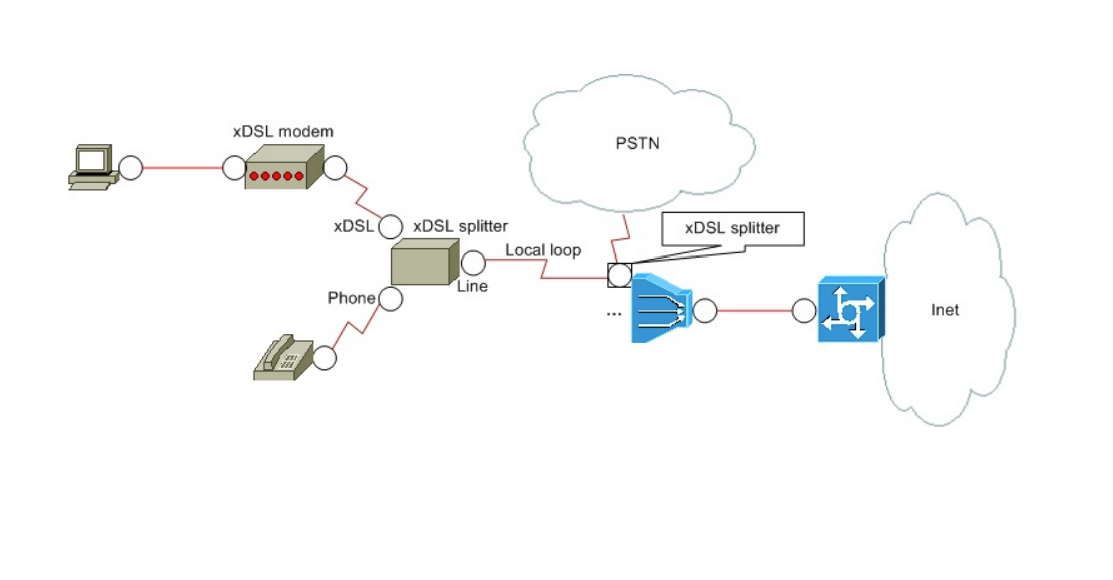 PSTN
xDSL modem
xDSL
xDSL splitter
xDSL splitter
Local loop
Line
Phone
...
Inet